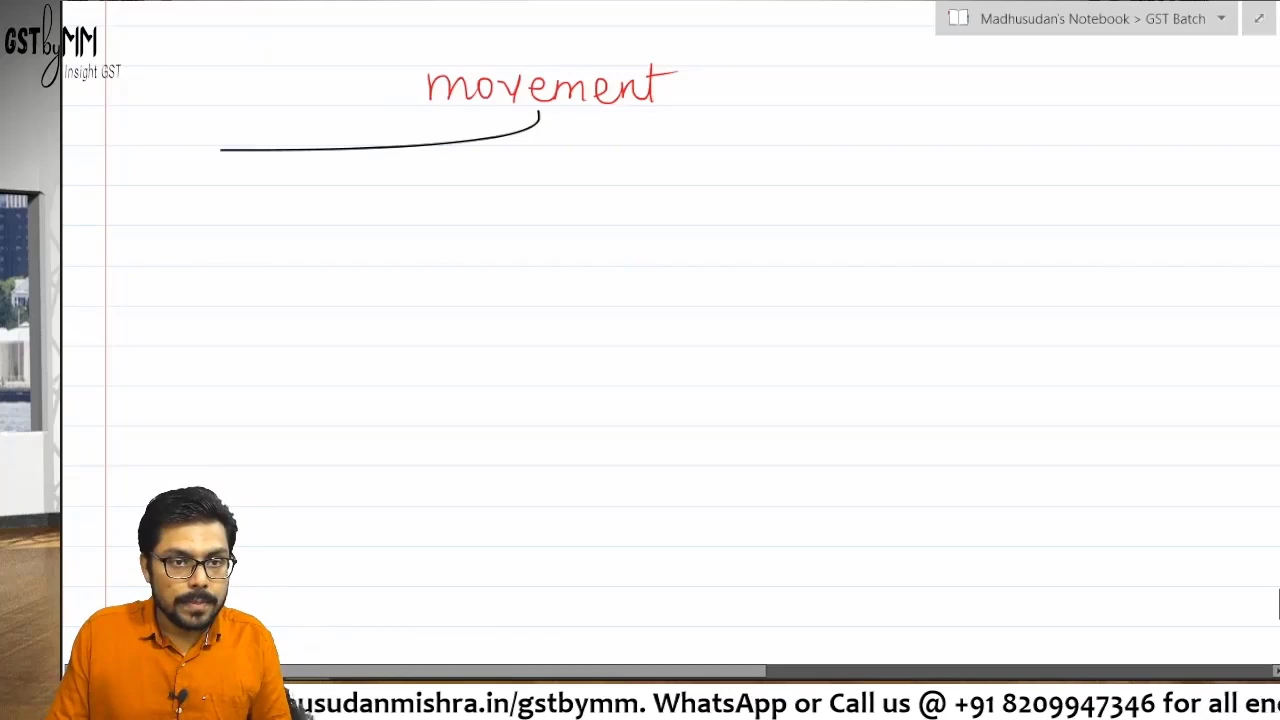 GST by MM
Insight GST
Madhusudan's Notebook > GST Batch
movement
usudanmishra.in/gstbymm. WhatsApp or Call us @ +91 8209947346 for all en